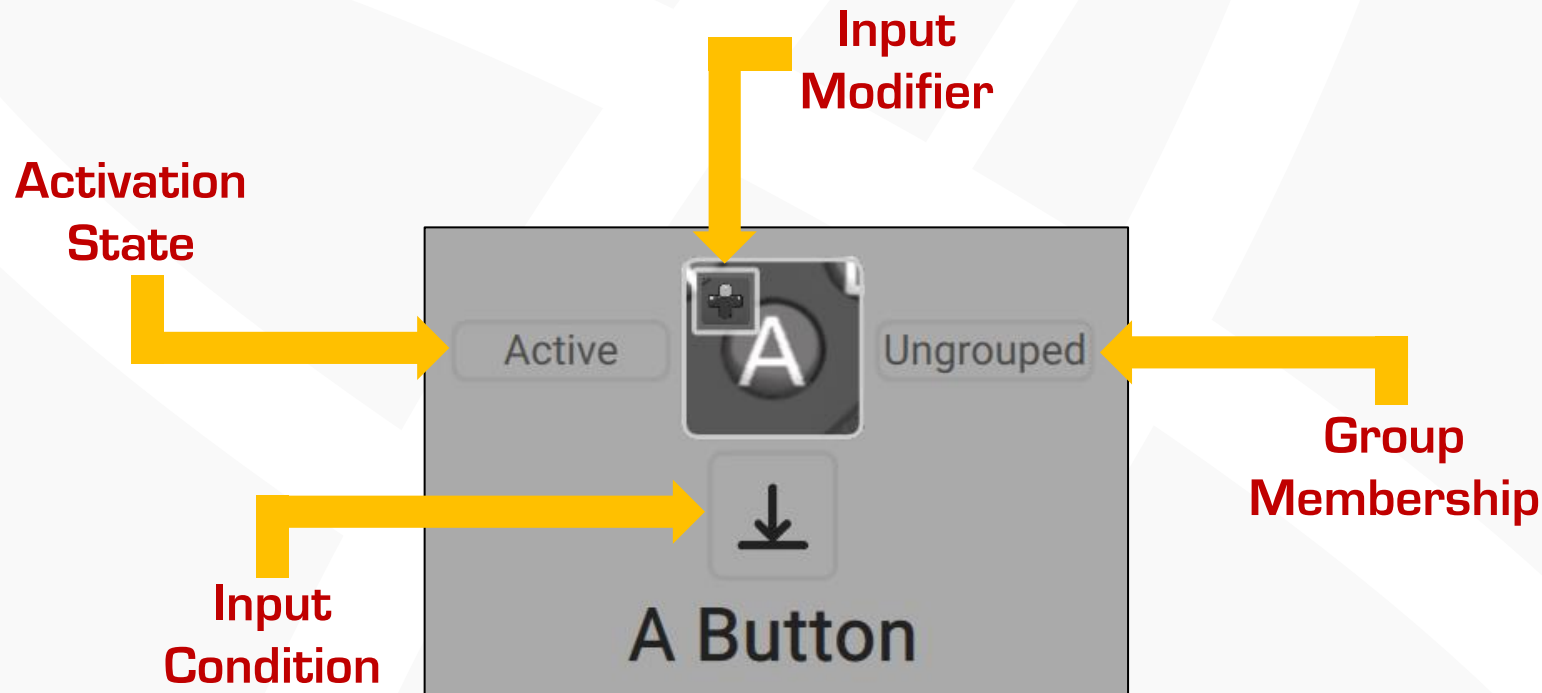 Input
Modifier
Activation
State
Active
A
Ungrouped
Group
Membership
Input
Condition
A Button